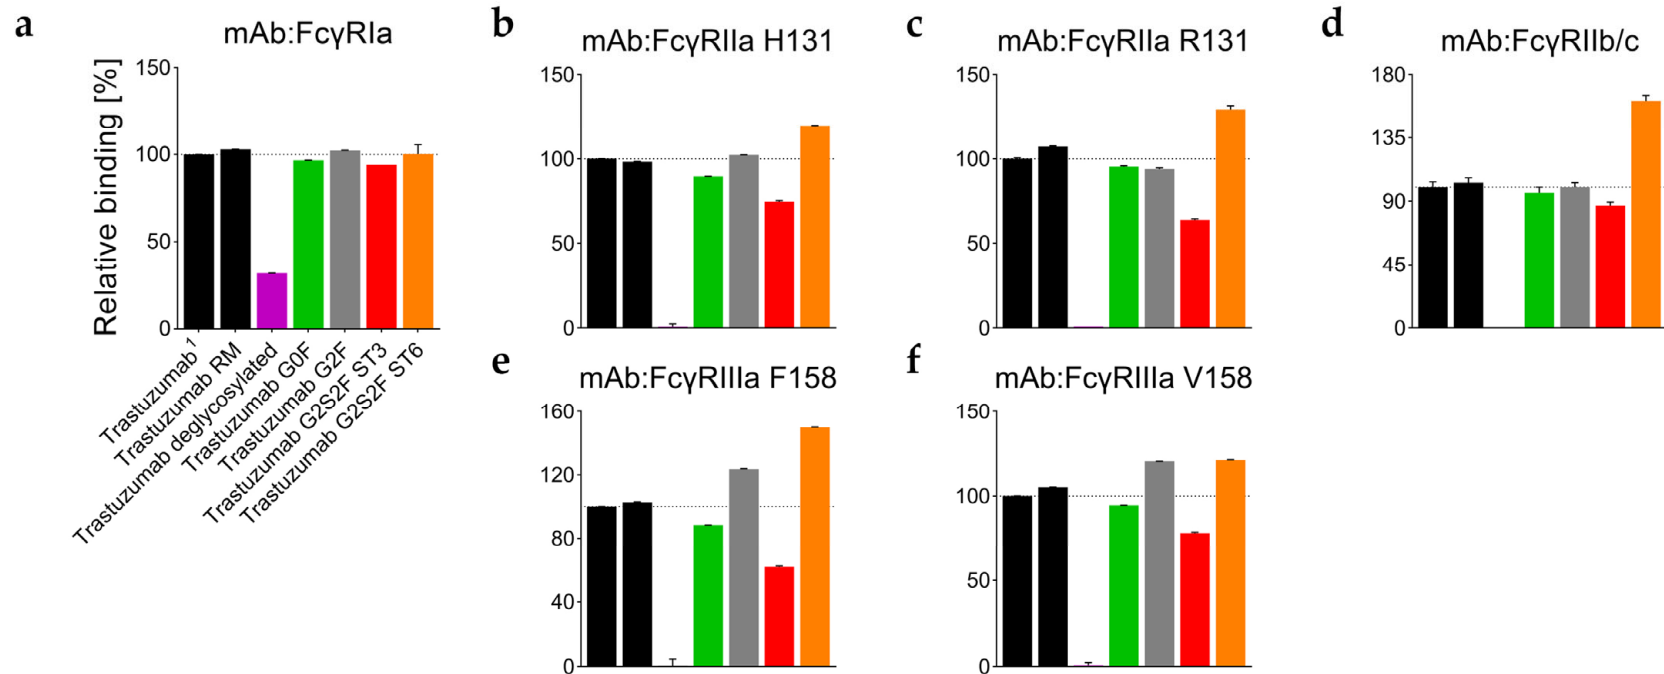 a
mAb:FcγRIa
Relative binding [%]
150
100
50
0
Trastuzumab¹
Trastuzumab RM
Trastuzumab deglycosylated
Trastuzumab G0F
Trastuzumab G2F
Trastuzumab G2S2F ST3
Trastuzumab G2S2F ST6
b
mAb:FcγRIIa H131
150
100
50
0
c
mAb:FcγRIIa R131
150
100
50
0
d
mAb:FcγRIIb/c
180
135
90
45
0
e
mAb:FcγRIIIa F158
160
120
80
40
0
f
mAb:FcγRIIIa V158
150
100
50
0